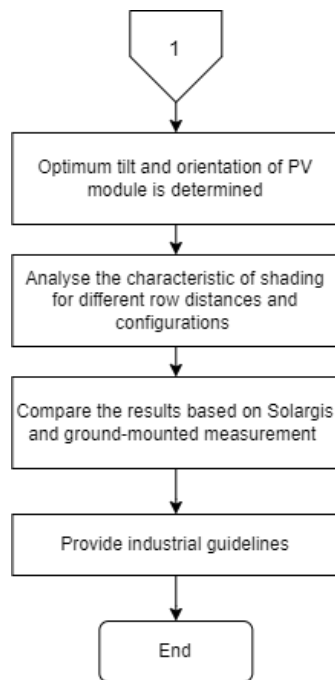 1
Optimum tilt and orientation of PV
module is determined
Analyse the characteristic of shading
for different row distances and
configurations
Compare the results based on Solargis
and ground-mounted measurement
Provide industrial guidelines
End